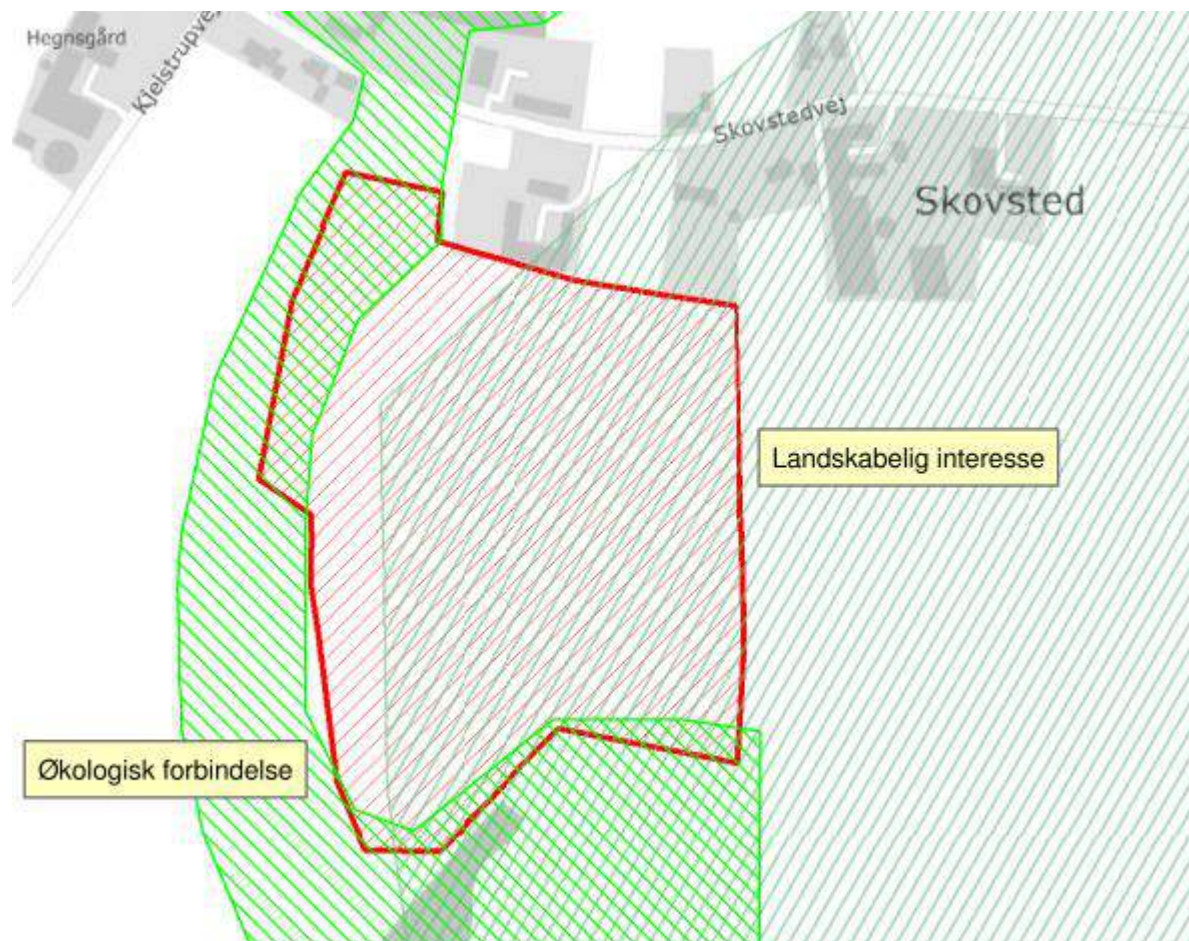 Hegnsgård
Kjelstrupvej
Skovstedvej
Skovsted
Landskabelig interesse
Økologisk forbindelse